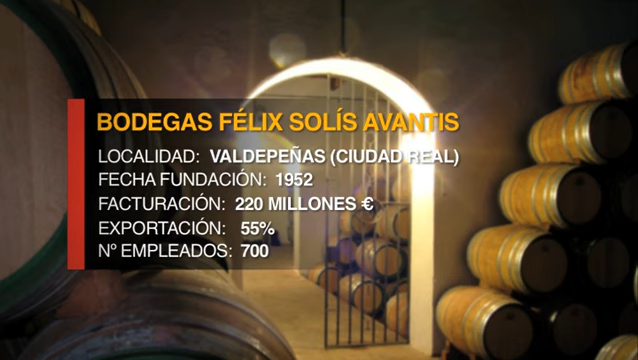 BODEGAS FÉLIX SOLÍS AVANTIS
LOCALIDAD: VALDEPEÑAS (CIUDAD REAL)
FECHA FUNDACIÓN: 1952
FACTURACIÓN: 220 MILLONES €
EXPORTACIÓN: 55%
Nº EMPLEADOS: 700